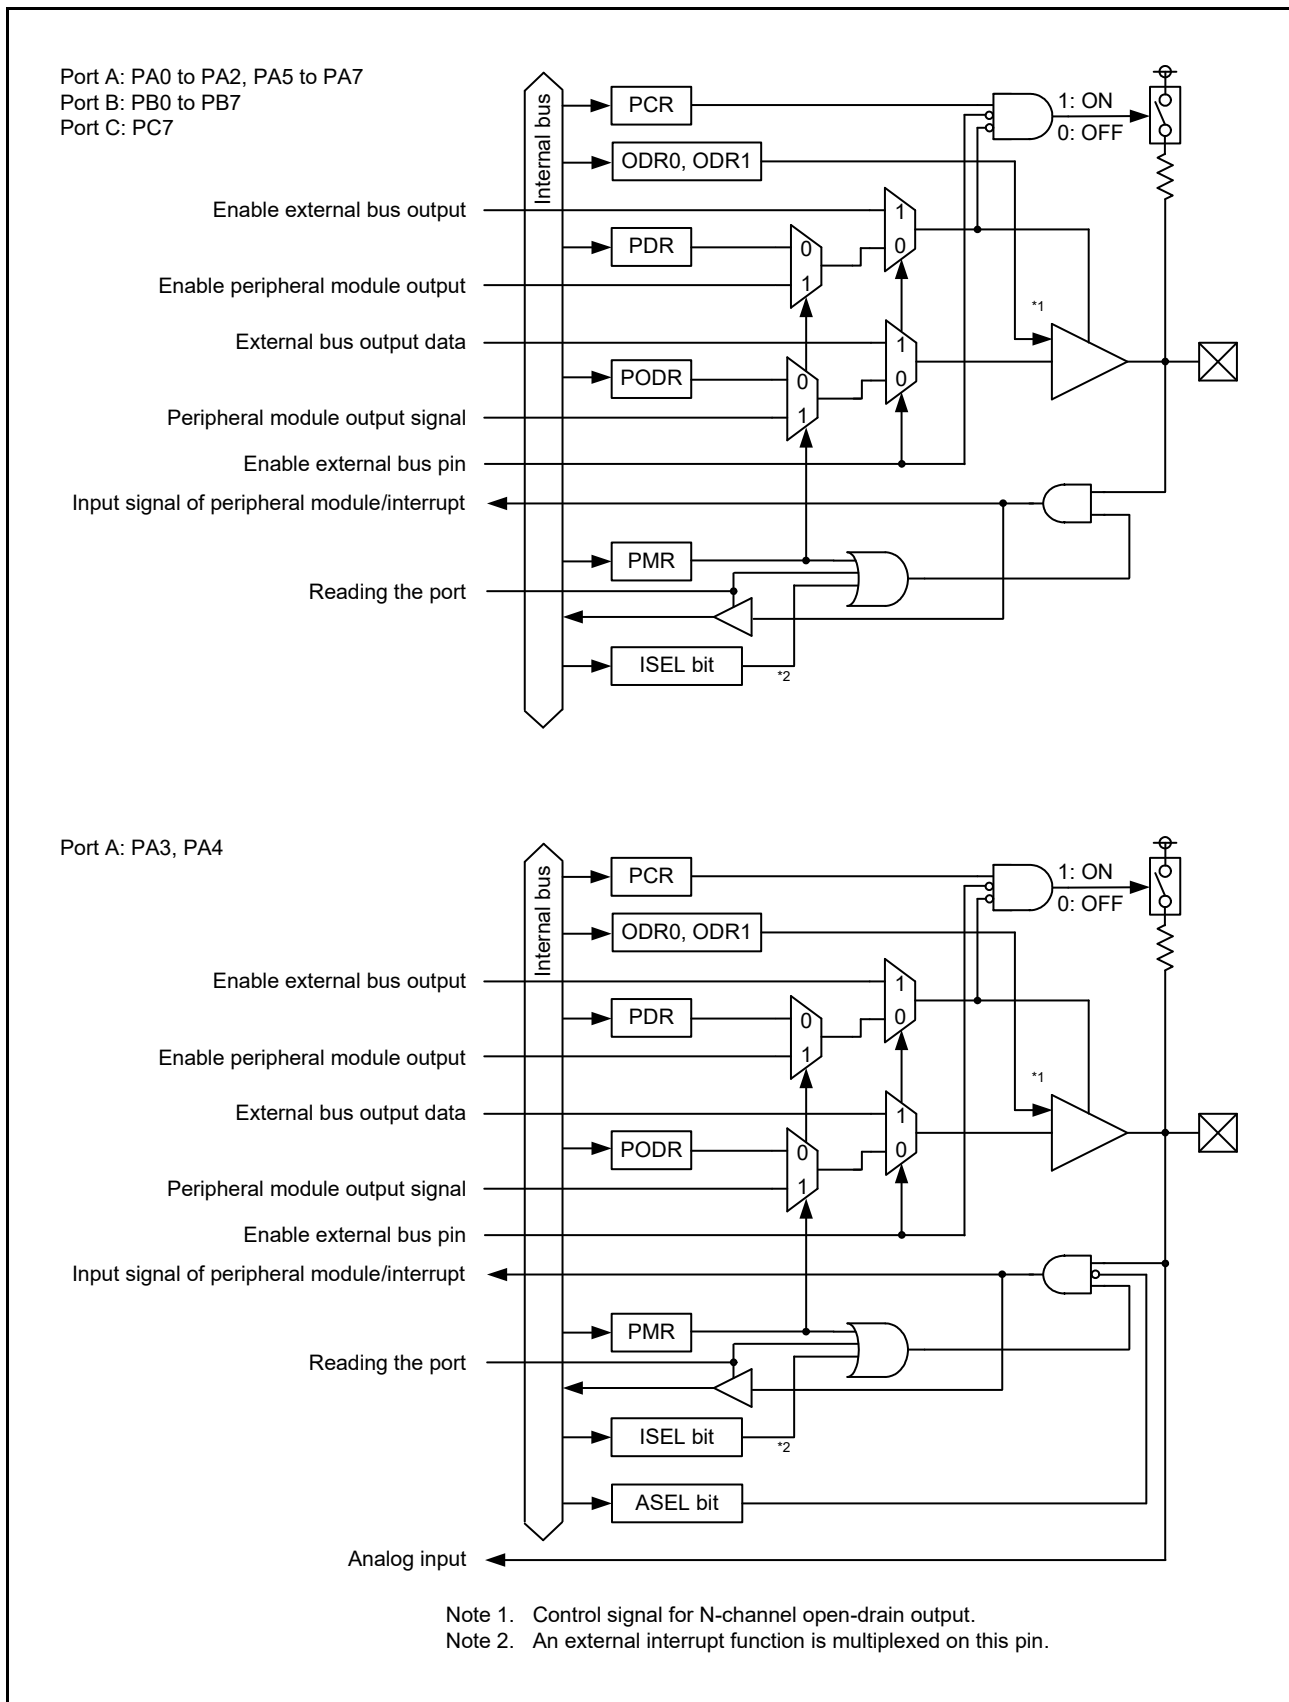 Port A: PA0 to PA2, PA5 to PA7
Port B: PB0 to PB7
Port C: PC7
Internal bus
PCR
1: ON
0: OFF
ODR0, ODR1
Enable external bus output
1
0
PDR
0
1
Enable peripheral module output
*1
External bus output data
1
0
PODR
0
1
Peripheral module output signal
Enable external bus pin
Input signal of peripheral module/interrupt
PMR
Reading the port
ISEL bit
*2
Port A: PA3, PA4
Internal bus
PCR
1: ON
0: OFF
ODR0, ODR1
Enable external bus output
1
0
PDR
0
1
Enable peripheral module output
*1
External bus output data
1
0
PODR
0
1
Peripheral module output signal
Enable external bus pin
Input signal of peripheral module/interrupt
PMR
Reading the port
ISEL bit
*2
ASEL bit
Analog input
Note 1. Control signal for N-channel open-drain output.
Note 2. An external interrupt function is multiplexed on this pin.